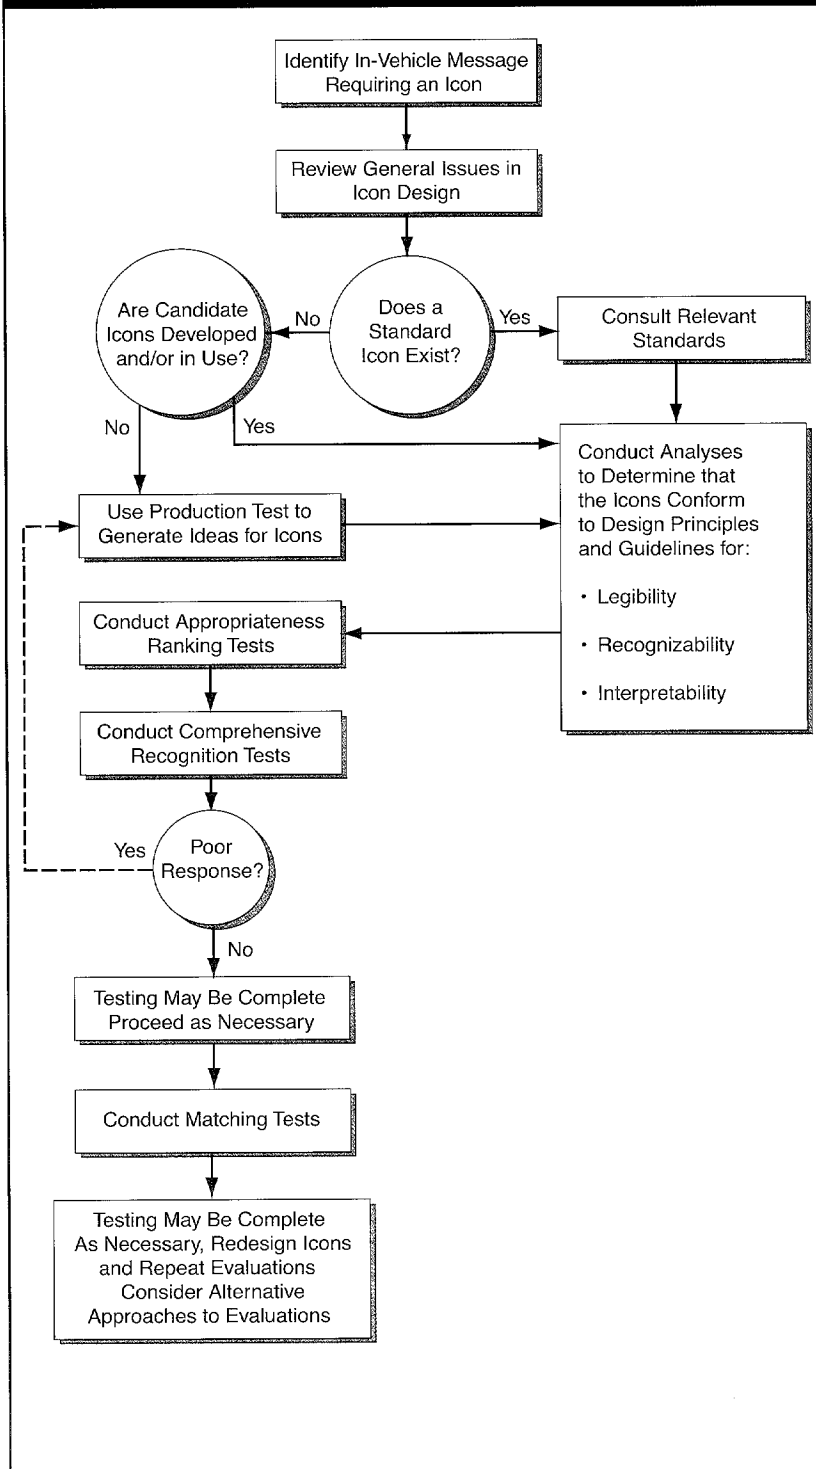 Identify In-Vehicle Message
Requiring an Icon
Review General Issues in
Icon Design
Does a
Standard
Icon Exist?
No
Yes
Are Candidate
Icons Developed
and/or in Use?
Consult Relevant
Standards
No
Yes
Use Production Test to
Generate Ideas for Icons
Conduct Analyses
to Determine that
the Icons Conform
to Design Principles
and Guidelines for:
• Legibility
• Recognizability
• Interpretability
Conduct Appropriateness
Ranking Tests
Conduct Comprehensive
Recognition Tests
Poor
Response?
Yes
No
Testing May Be Complete
Proceed as Necessary
Conduct Matching Tests
Testing May Be Complete
As Necessary, Redesign Icons
and Repeat Evaluations
Consider Alternative
Approaches to Evaluations